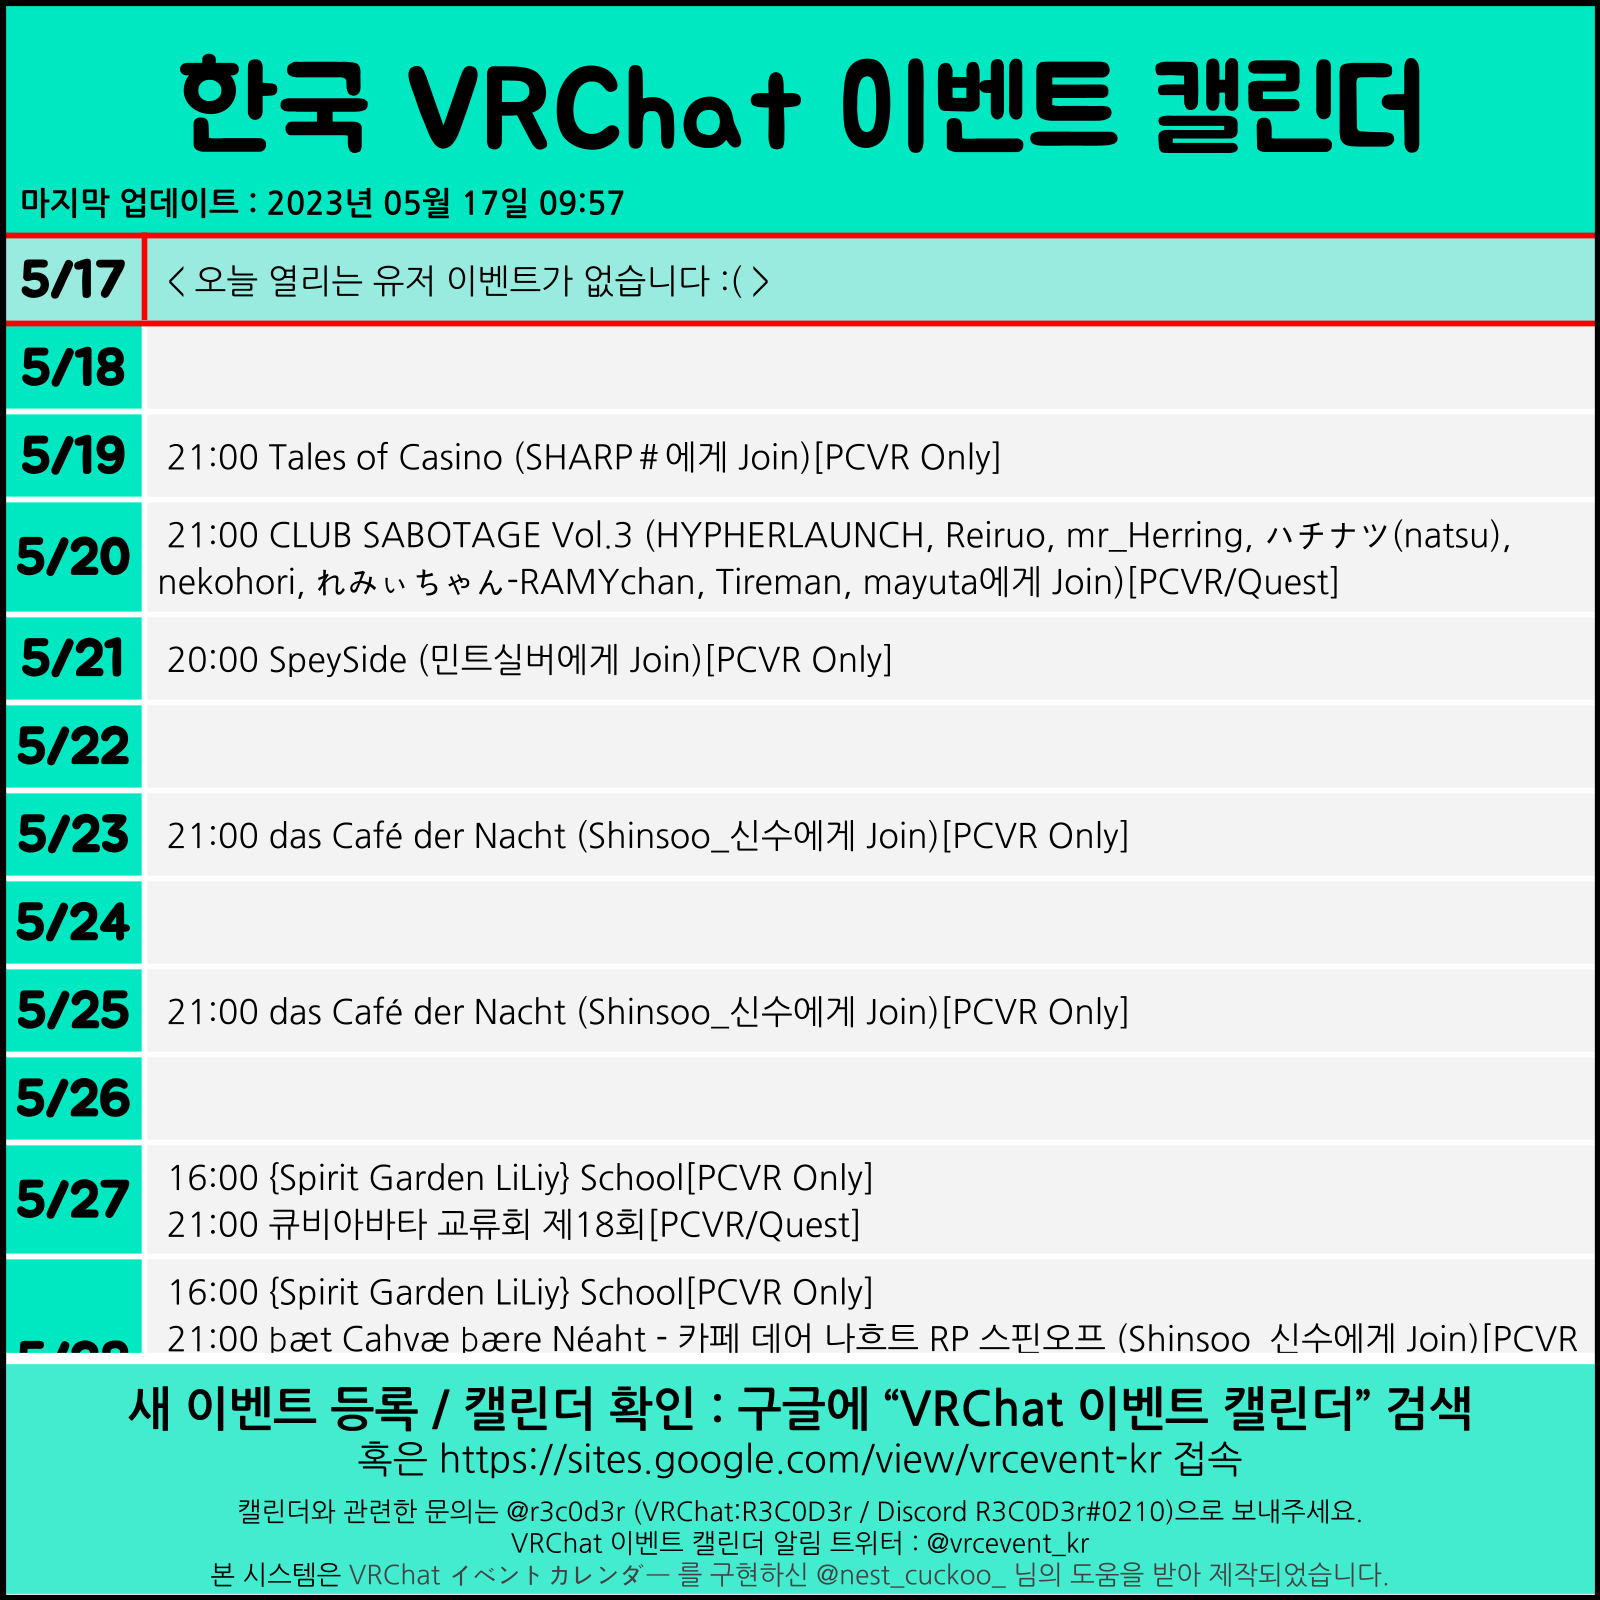 한국 VRChat 이벤트 캘린더
마지막 업데이트 : 2023년 05월 17일 09:57
5/17 < 오늘 열리는 유저 이벤트가 없습니다 :( >
5/18
5/19 21:00 Tales of Casino (SHARP#에게 Join)[PCVR Only]
5/20 21:00 CLUB SABOTAGE Vol.3 (HYPHERLAUNCH, Reiruo, mr_Herring, ハチナツ(natsu),
nekohori, れみぃちゃん-RAMYchan, Tireman, mayuta에게 Join)[PCVR/Quest]
5/21 20:00 SpeySide (민트실버에게 Join)[PCVR Only]
5/22
5/23 21:00 das Café der Nacht (Shinsoo_신수에게 Join)[PCVR Only]
5/24
5/25 21:00 das Café der Nacht (Shinsoo_신수에게 Join)[PCVR Only]
5/26
5/27 16:00 {Spirit Garden LiLiy} School[PCVR Only]
21:00 큐비아바타 교류회 제18회[PCVR/Quest]
5/28 16:00 {Spirit Garden LiLiy} School[PCVR Only]
21:00 þæt Cahvæ þære Néaht - 카페 데어 나흐트 RP 스핀오프 (Shinsoo_신수에게 Join)[PCVR
새 이벤트 등록 / 캘린더 확인 : 구글에 “VRChat 이벤트 캘린더” 검색
혹은 https://sites.google.com/view/vrcevent-kr 접속
캘린더와 관련한 문의는 @r3c0d3r (VRChat:R3C0D3r / Discord R3C0D3r#0210)으로 보내주세요.
VRChat 이벤트 캘린더 알림 트위터 : @vrcevent_kr
본 시스템은 VRChat イベントカレンダー 를 구현하신 @nest_cuckoo_ 님의 도움을 받아 제작되었습니다.